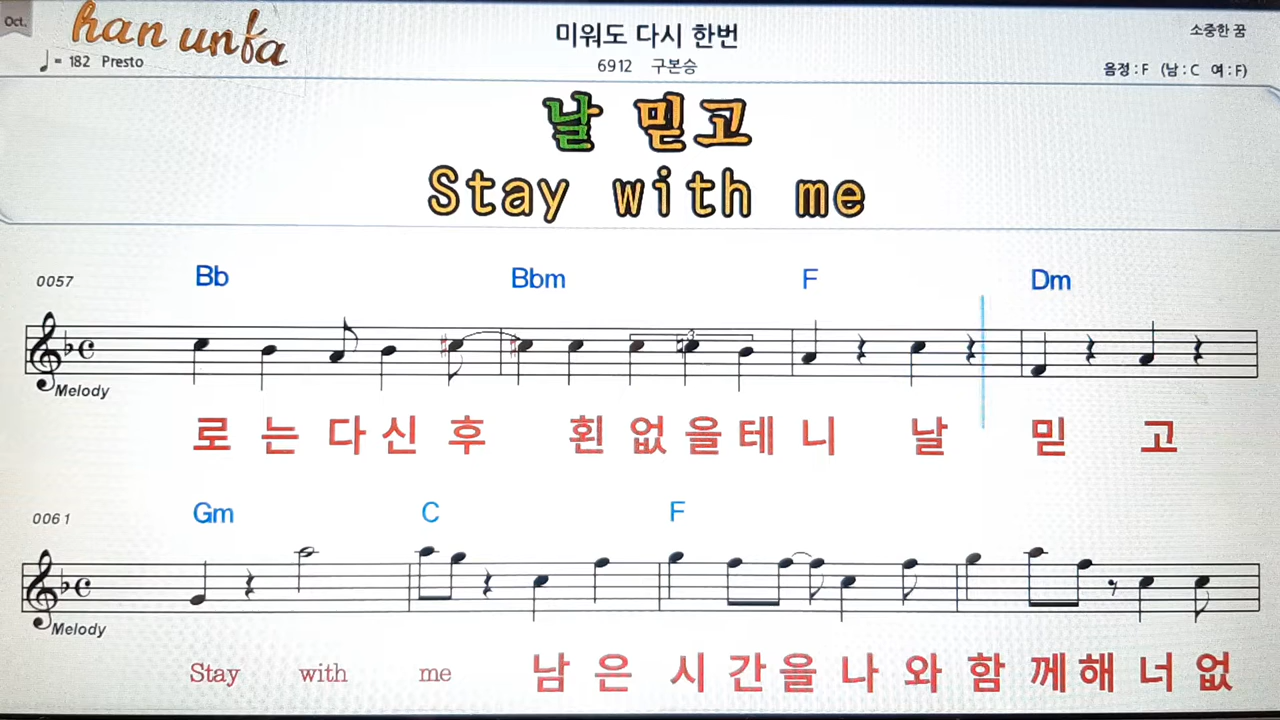 Oct.
han unfa
미워도 다시 한번
소중한 꿈
♩ = 182 Presto
6912 구본승
음정 : F (남 : C 여 : F)
날 믿고
Stay with me
0057 Bb Bbm F Dm
3
Melody
로 는 다 신 후 횐 없 을 테 니 날 믿 고
0061 Gm C F
Melody
Stay with me 남 은 시 간 을 나 와 함 께 해 너 없